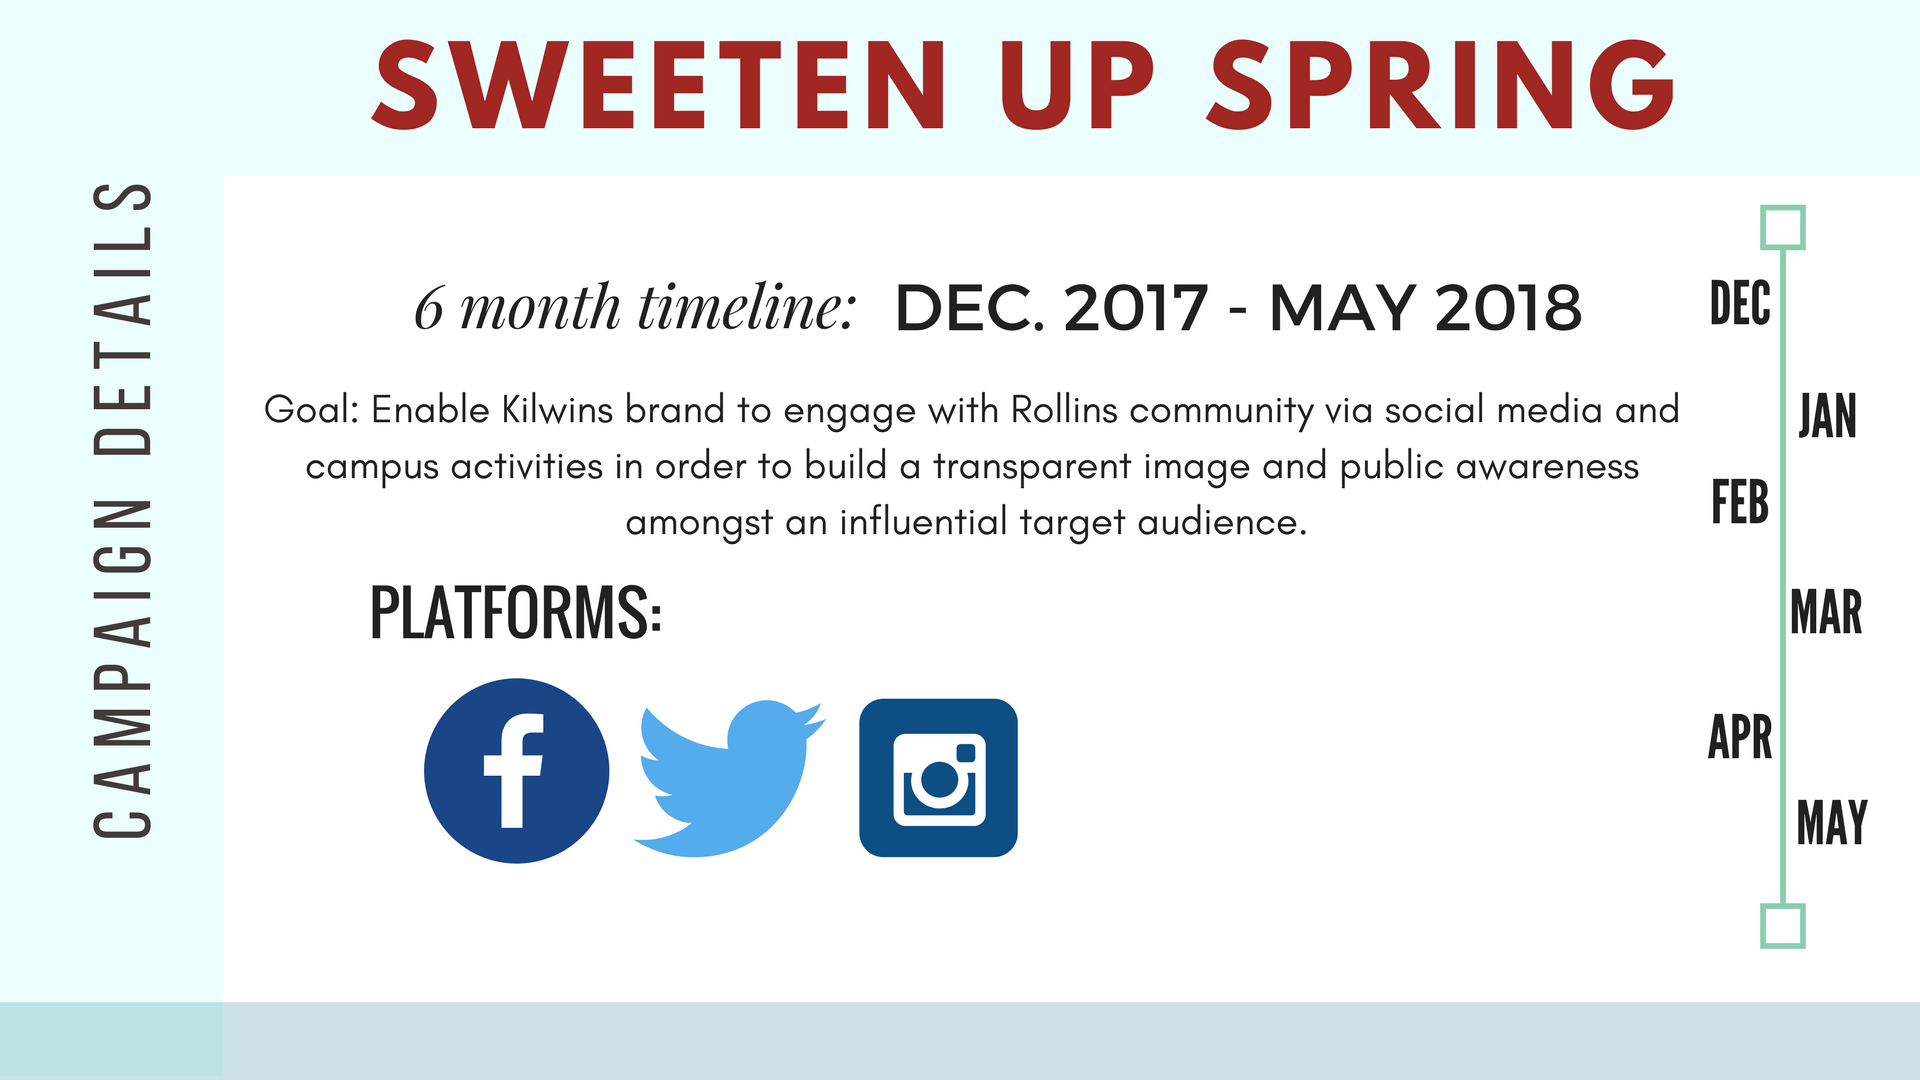 SWEETEN UP SPRING
CAMPAIGN DETAILS
6 month timeline: DEC. 2017 - MAY 2018
Goal: Enable Kilwins brand to engage with Rollins community via social media and
campus activities in order to build a transparent image and public awareness
amongst an influential target audience.
PLATFORMS:
DEC
JAN
FEB
MAR
APR
MAY